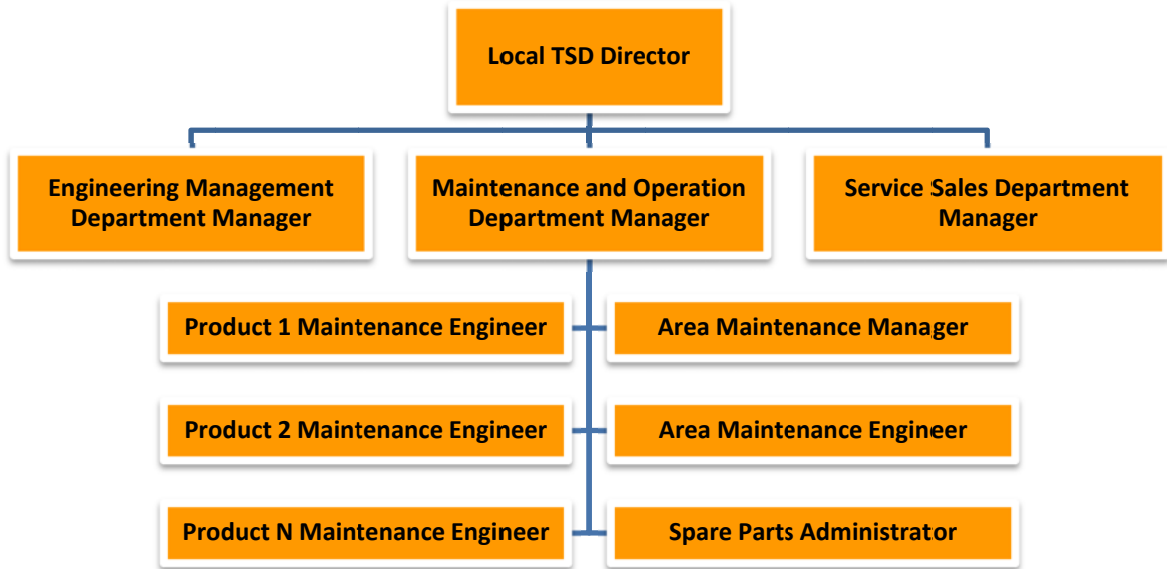 Local TSD Director
Engineering Management
Department Manager
Maintenance and Operation
Department Manager
Service Sales Department
Manager
Product 1 Maintenance Engineer
Area Maintenance Manager
Product 2 Maintenance Engineer
Area Maintenance Engineer
Product N Maintenance Engineer
Spare Parts Administrator